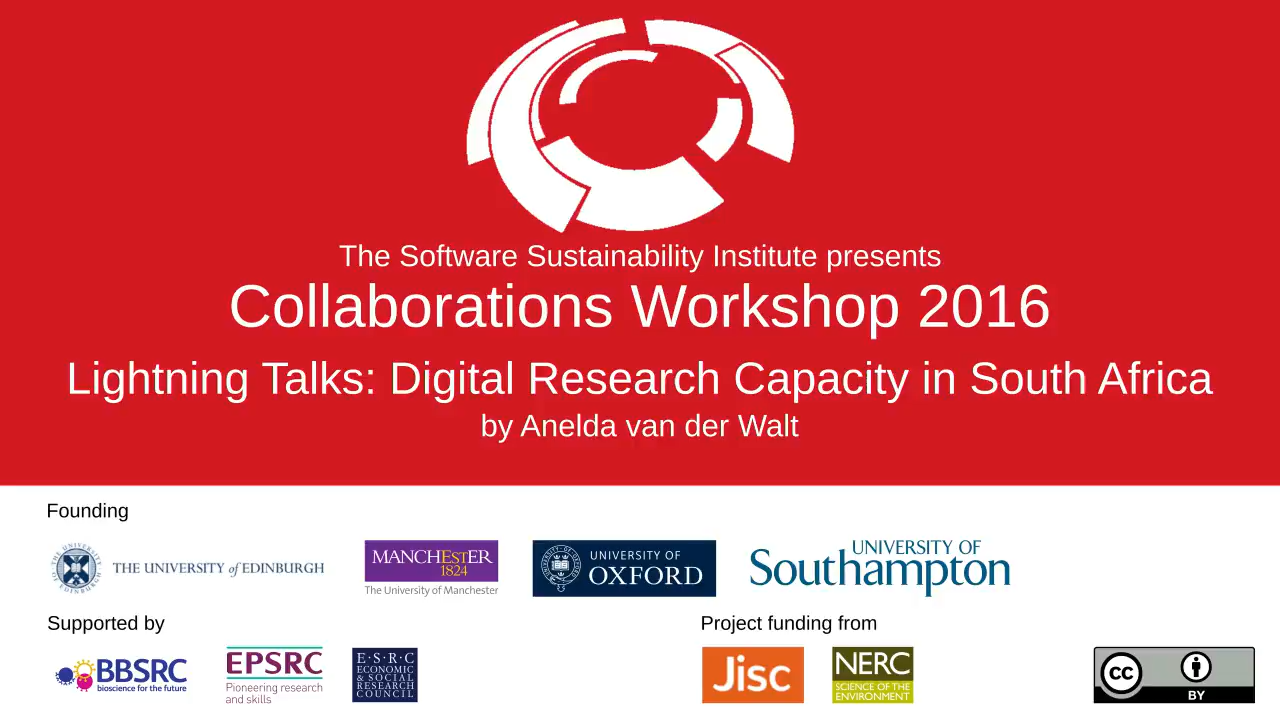 The Software Sustainability Institute presents
Collaborations Workshop 2016
Lightning Talks: Digital Research Capacity in South Africa
by Anelda van der Walt
Founding
THE UNIVERSITY of EDINBURGH
MANCHESTER
1824
The University of Manchester
UNIVERSITY OF
OXFORD
UNIVERSITY OF
Southampton
Supported by
Project funding from
BBSRC
bioscience for the future
EPSRC
Pioneering research
and skills
E·S·R·C
ECONOMIC
& SOCIAL
RESEARCH
COUNCIL
Jisc
NERC
SCIENCE OF THE
ENVIRONMENT
cc
BY